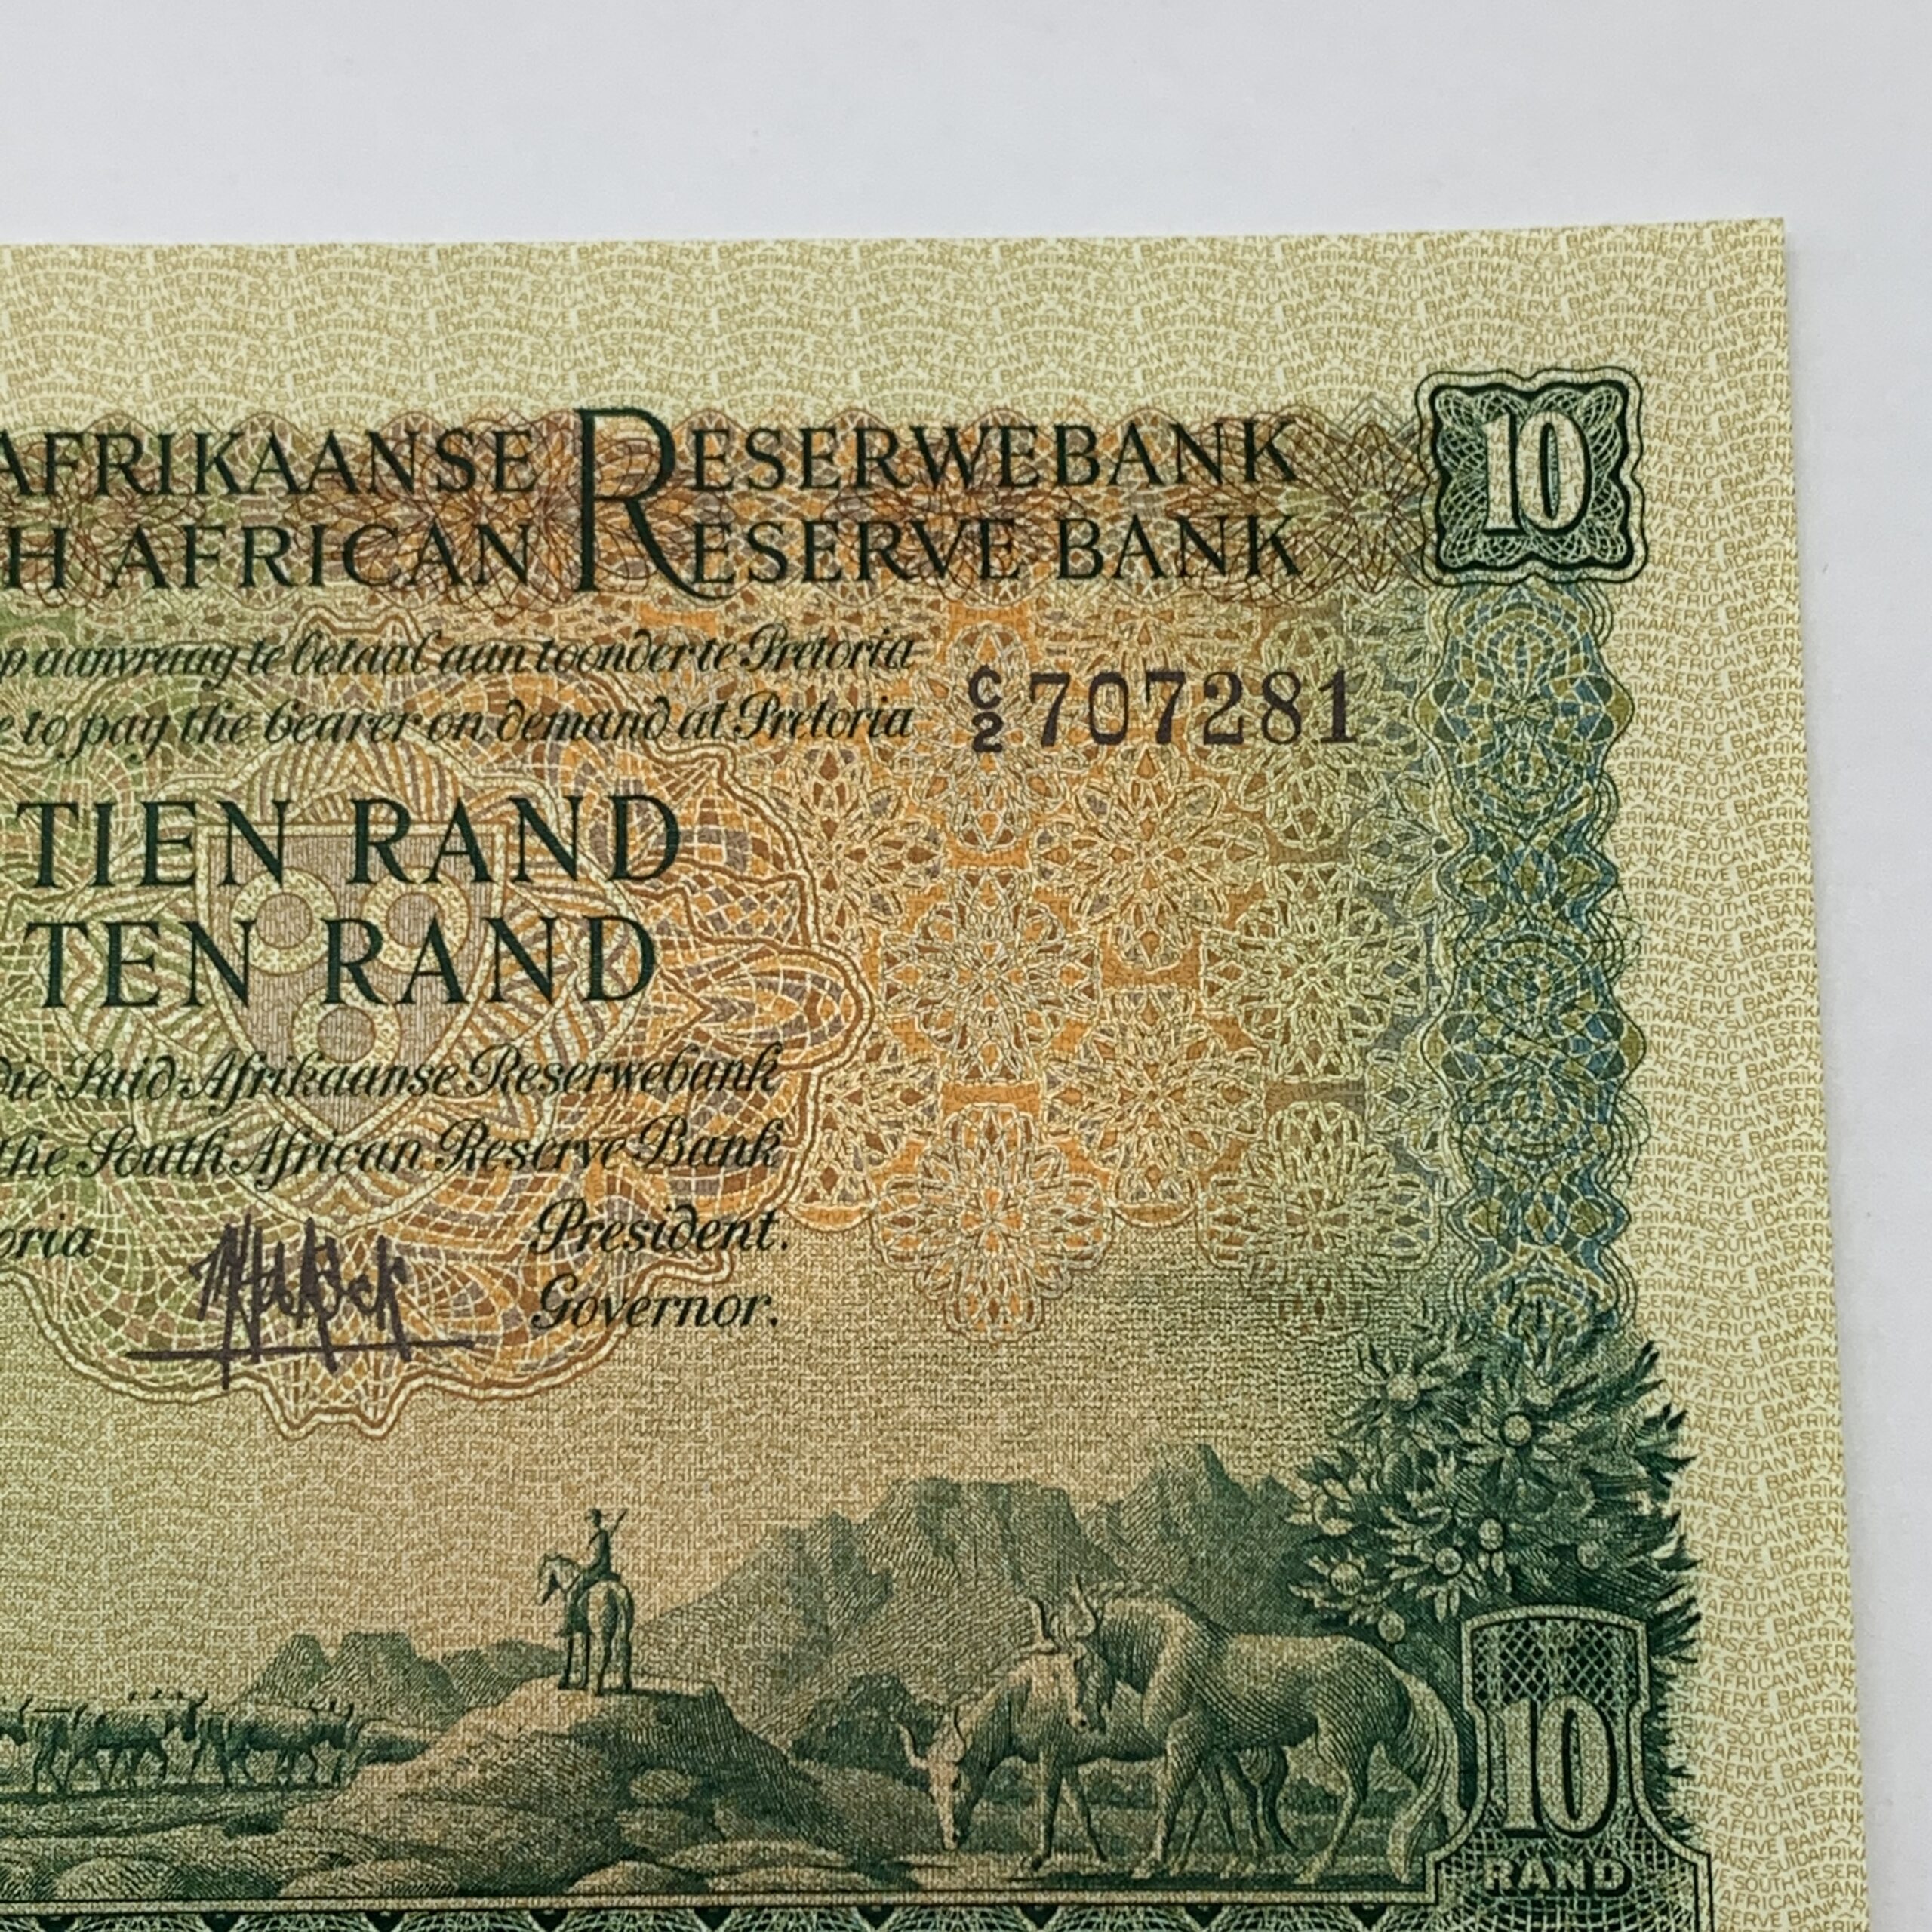 AFRIKAANSE RESERWEBANK
H AFRICAN RESERVE BANK
10
p aanvraag te betaal aan toonder te Pretoria
e to pay the bearer on demand at Pretoria
C/2 707281
TIEN RAND
TEN RAND
die Suid-Afrikaanse Reserwebank
the South African Reserve Bank
oria
President.
Governor.
10
RAND